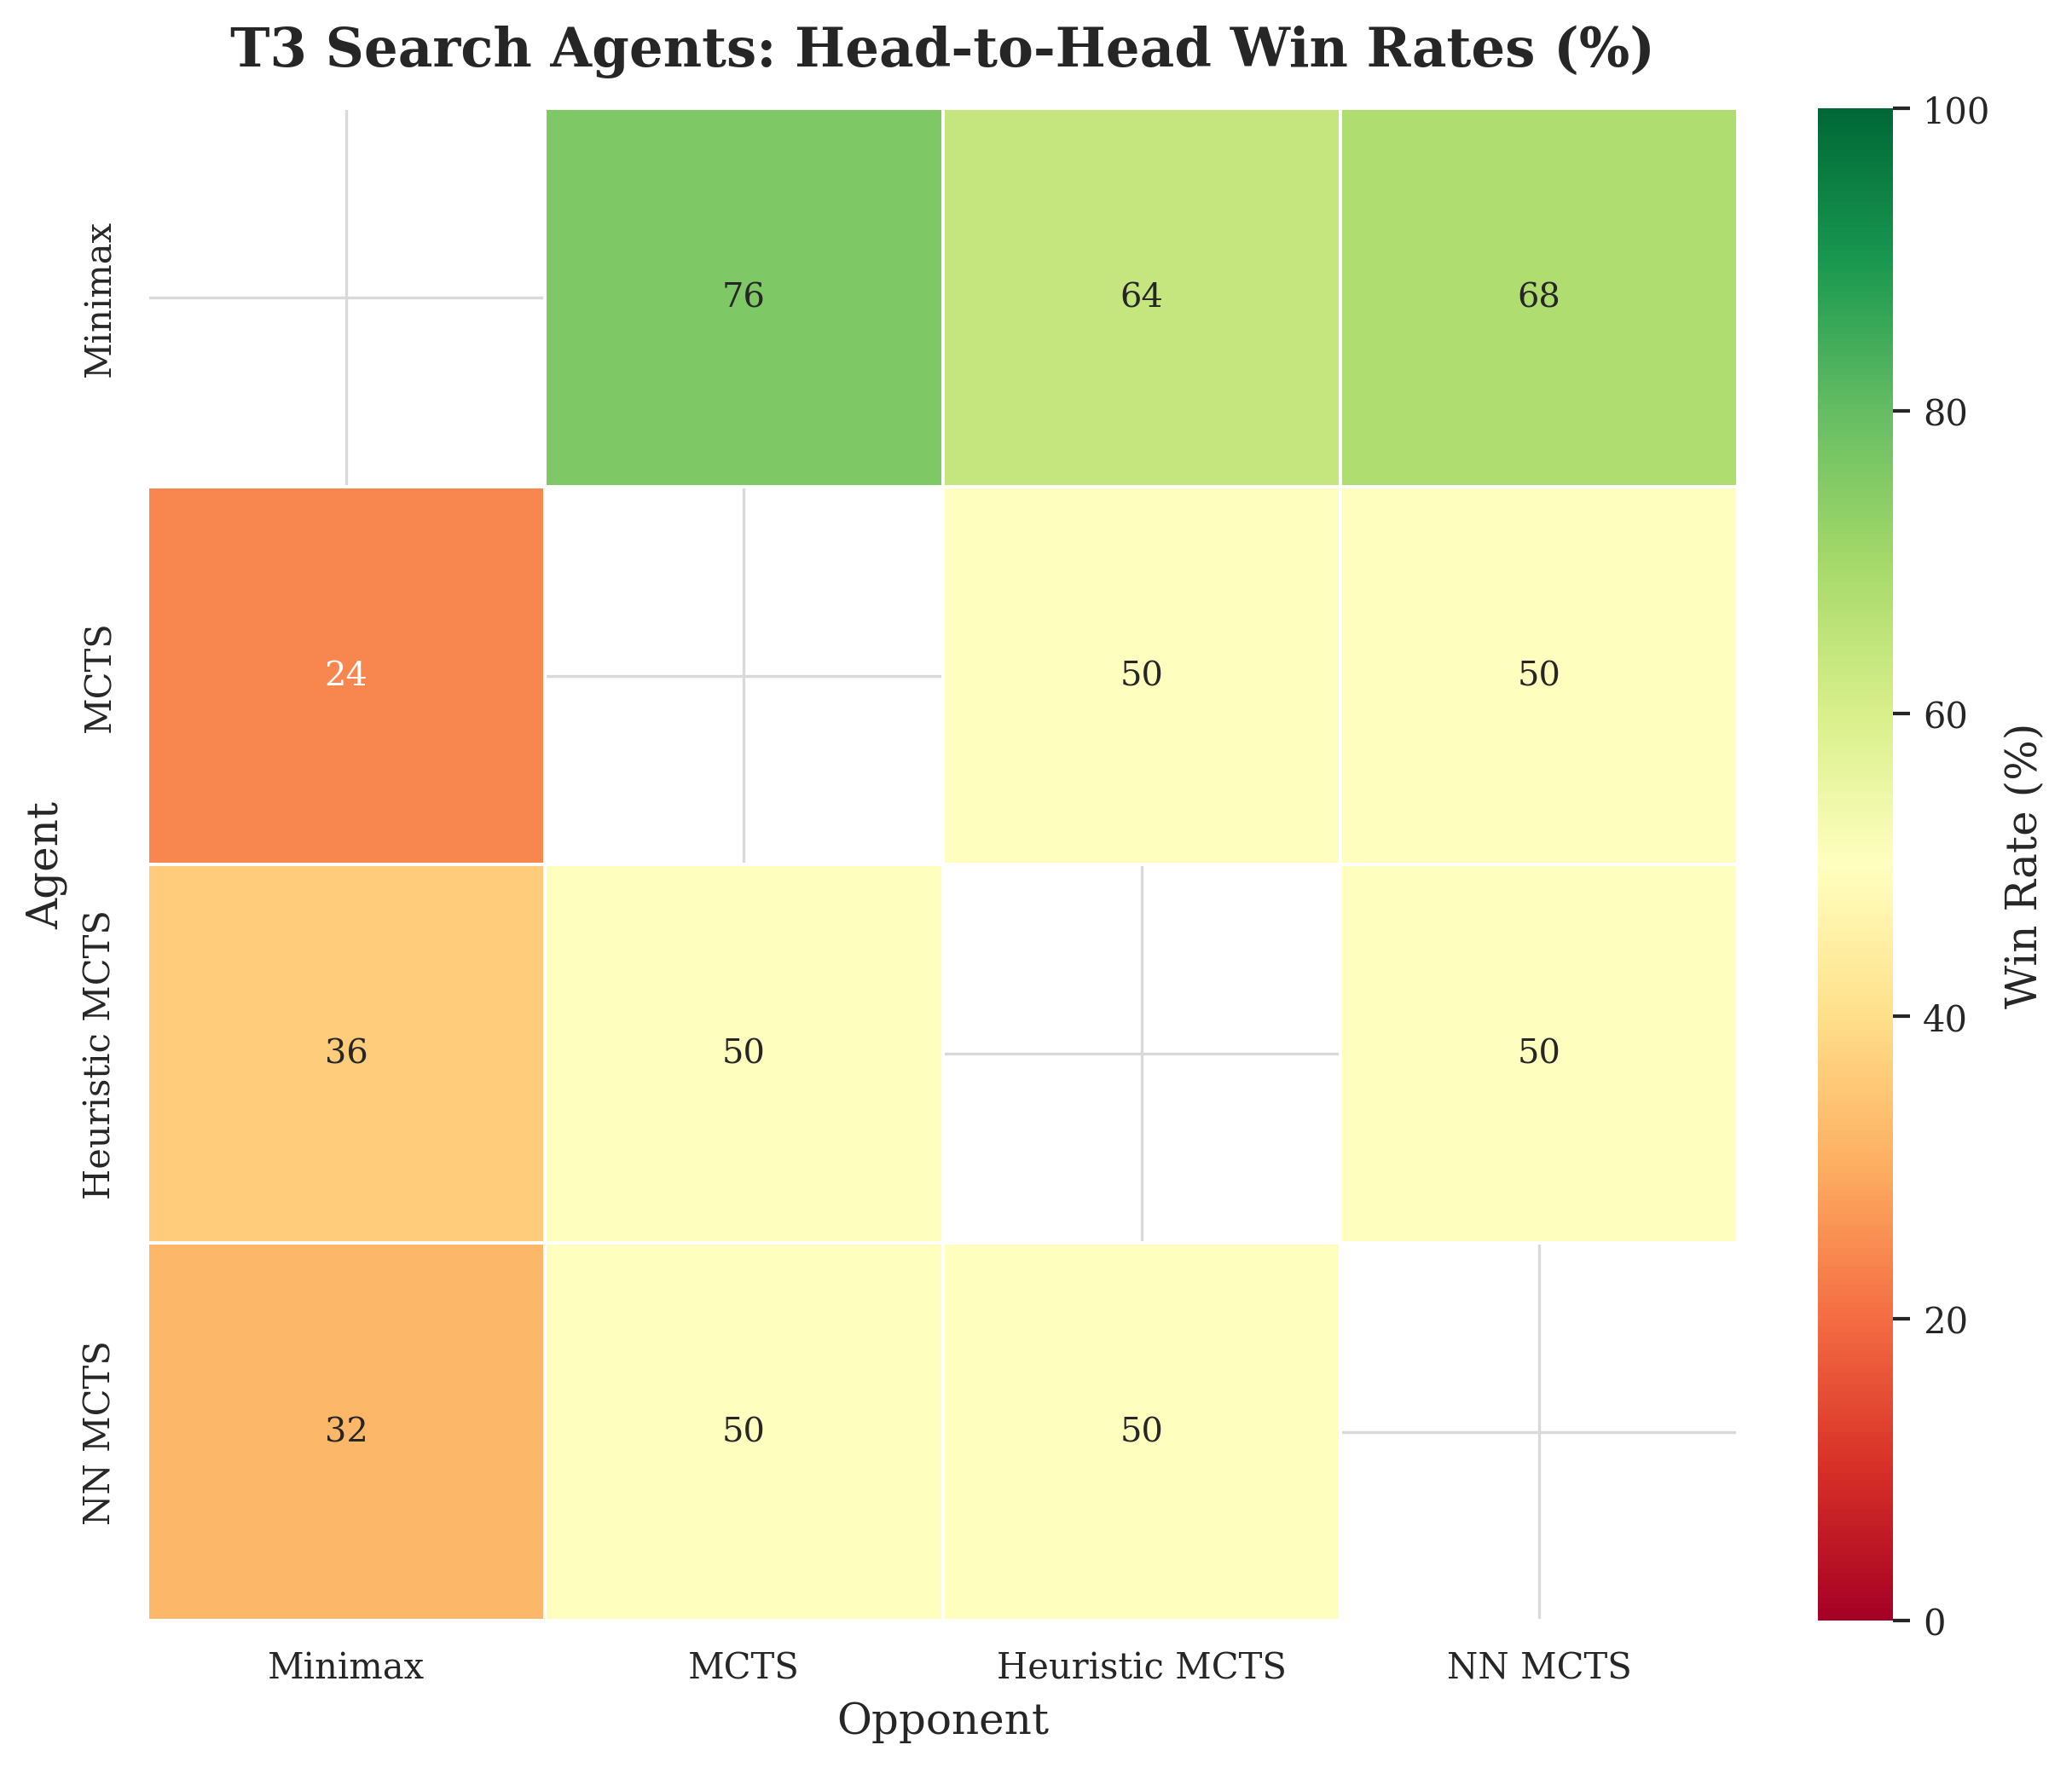 T3 Search Agents: Head-to-Head Win Rates (%)
Agent
Minimax
76
64
68
MCTS
24
50
50
Heuristic MCTS
36
50
50
NN MCTS
32
50
50
Minimax
MCTS
Heuristic MCTS
NN MCTS
Opponent
100
80
60
40
20
0
Win Rate (%)